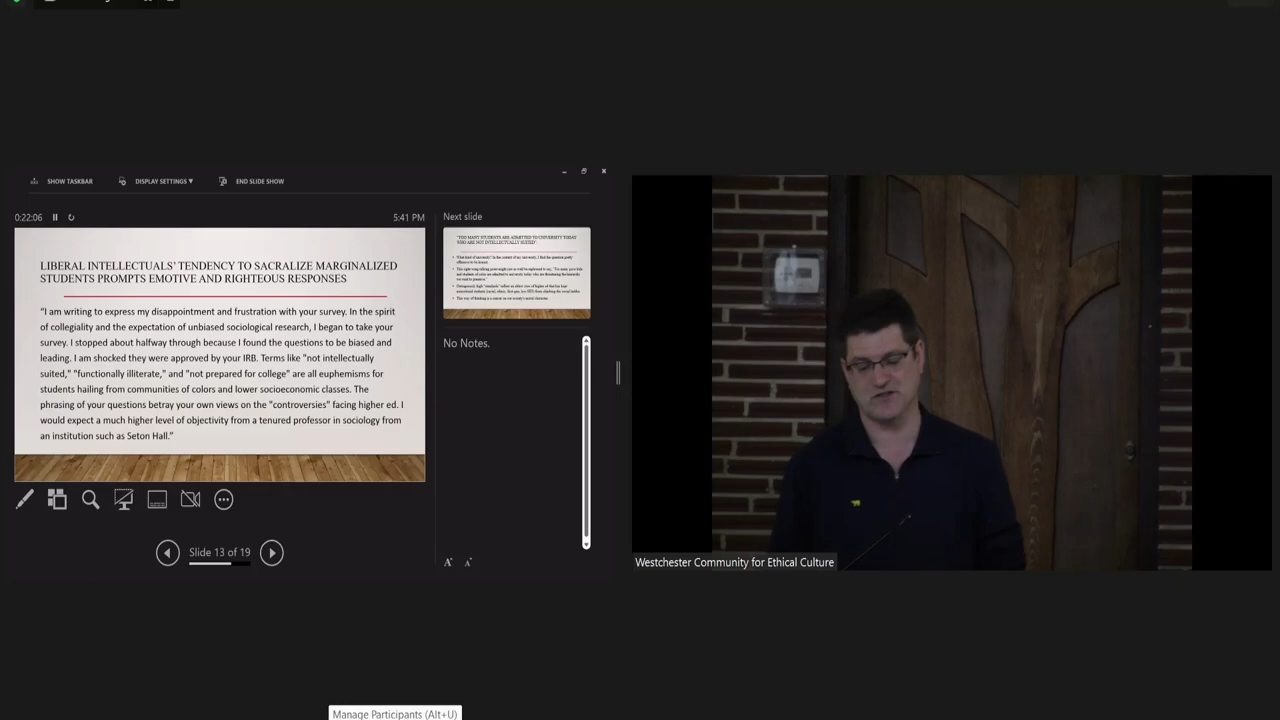 SHOW TASKBAR
DISPLAY SETTINGS ▾
END SLIDE SHOW
0:22:06
5:41 PM
LIBERAL INTELLECTUALS' TENDENCY TO SACRALIZE MARGINALIZED
STUDENTS PROMPTS EMOTIVE AND RIGHTEOUS RESPONSES
"I am writing to express my disappointment and frustration with your survey. In the spirit
of collegiality and the expectation of unbiased sociological research, I began to take your
survey. I stopped about halfway through because I found the questions to be biased and
leading. I am shocked they were approved by your IRB. Terms like "not intellectually
suited," "functionally illiterate," and "not prepared for college" are all euphemisms for
students hailing from communities of colors and lower socioeconomic classes. The
phrasing of your questions betray your own views on the "controversies" facing higher ed. I
would expect a much higher level of objectivity from a tenured professor in sociology from
an institution such as Seton Hall."
Slide 13 of 19
Next slide
"TOO MANY STUDENTS ARE ADMITTED TO UNIVERSITY TODAY
WHO ARE NOT INTELLECTUALLY SUITED"
No Notes.
A A
Westchester Community for Ethical Culture
Manage Participants (Alt+U)